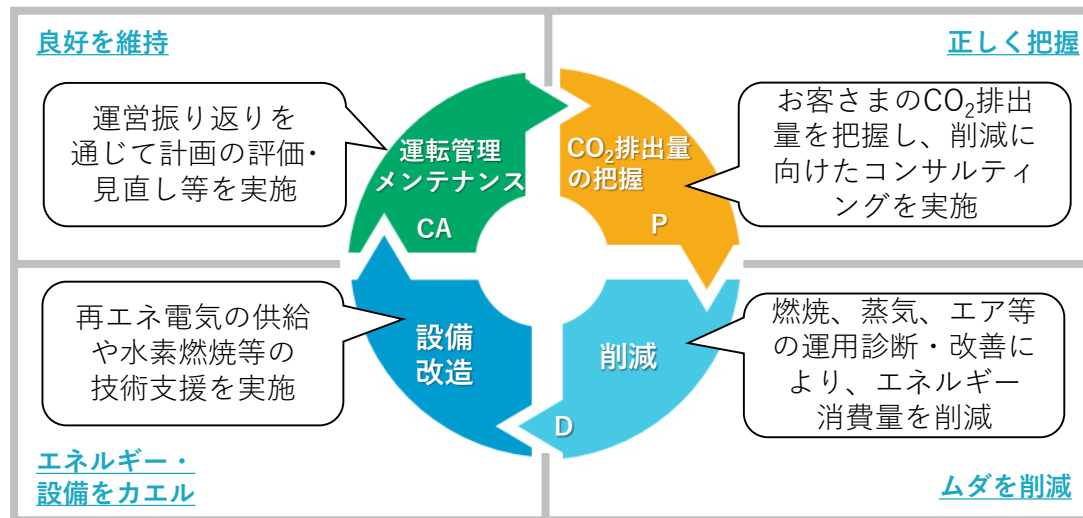 良好を維持
運営振り返りを
通じて計画の評価・
見直し等を実施
運転管理
メンテナンス
CA
正しく把握
お客さまのCO₂排出
量を把握し、削減に
向けたコンサルティ
ングを実施
CO₂排出量
の把握
P
再エネ電気の供給
や水素燃焼等の
技術支援を実施
設備
改造
エネルギー・
設備をカエル
燃焼、蒸気、エア等
の運用診断・改善に
より、エネルギー
消費量を削減
削減
D
ムダを削減